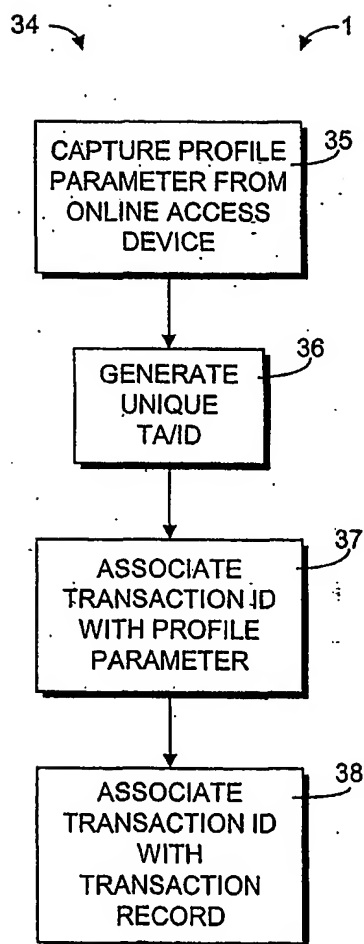 34
1
35
CAPTURE PROFILE
PARAMETER FROM
ONLINE ACCESS
DEVICE
36
GENERATE
UNIQUE
TA/ID
37
ASSOCIATE
TRANSACTION ID
WITH PROFILE
PARAMETER
38
ASSOCIATE
TRANSACTION ID
WITH
TRANSACTION
RECORD